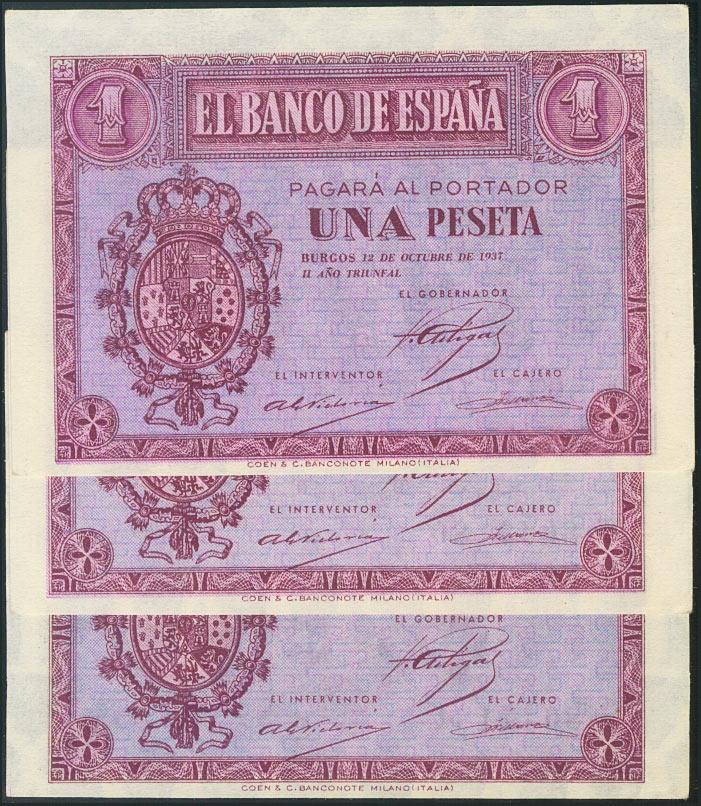 1 EL BANCO DE ESPAÑA 1
PAGARÁ AL PORTADOR
UNA PESETA
BURGOS 12 DE OCTUBRE DE 1937
II AÑO TRIUNFAL
EL GOBERNADOR
EL INTERVENTOR EL CAJERO
COEN & C. BANCONOTE MILANO (ITALIA)
EL INTERVENTOR EL CAJERO
COEN & C. BANCONOTE MILANO (ITALIA)
EL GOBERNADOR
EL INTERVENTOR EL CAJERO
COEN & C. BANCONOTE MILANO (ITALIA)